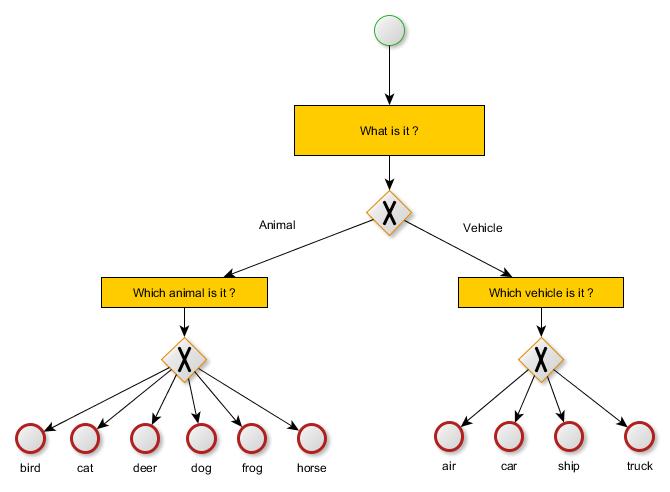 What is it ?
X
Animal
Vehicle
Which animal is it ?
Which vehicle is it ?
X
X
bird
cat
deer
dog
frog
horse
air
car
ship
truck